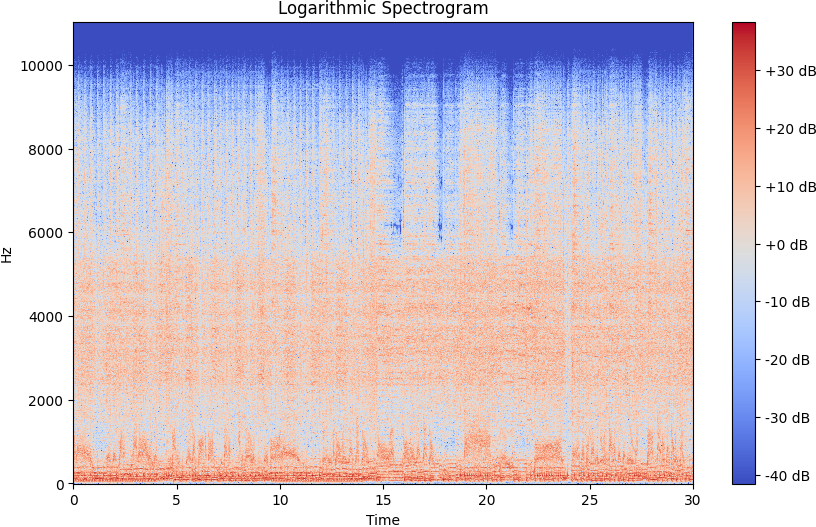 Logarithmic Spectrogram
Hz
10000
8000
6000
4000
2000
0
0 5 10 15 20 25 30
Time
+30 dB
+20 dB
+10 dB
+0 dB
-10 dB
-20 dB
-30 dB
-40 dB